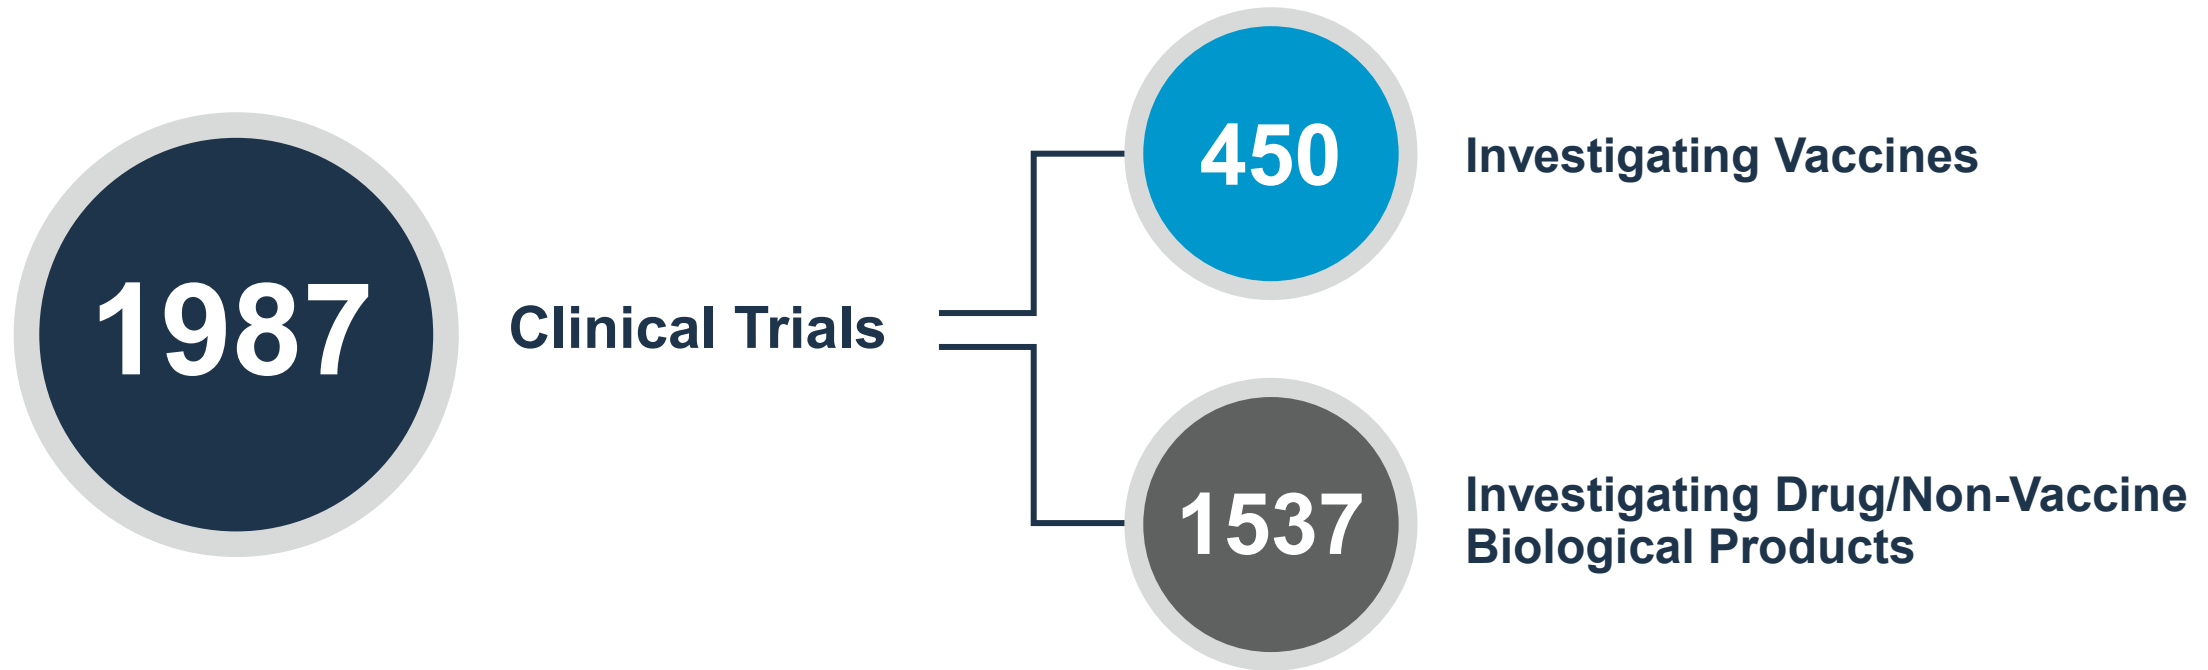 1987
Clinical Trials
450
Investigating Vaccines
1537
Investigating Drug/Non-Vaccine
Biological Products